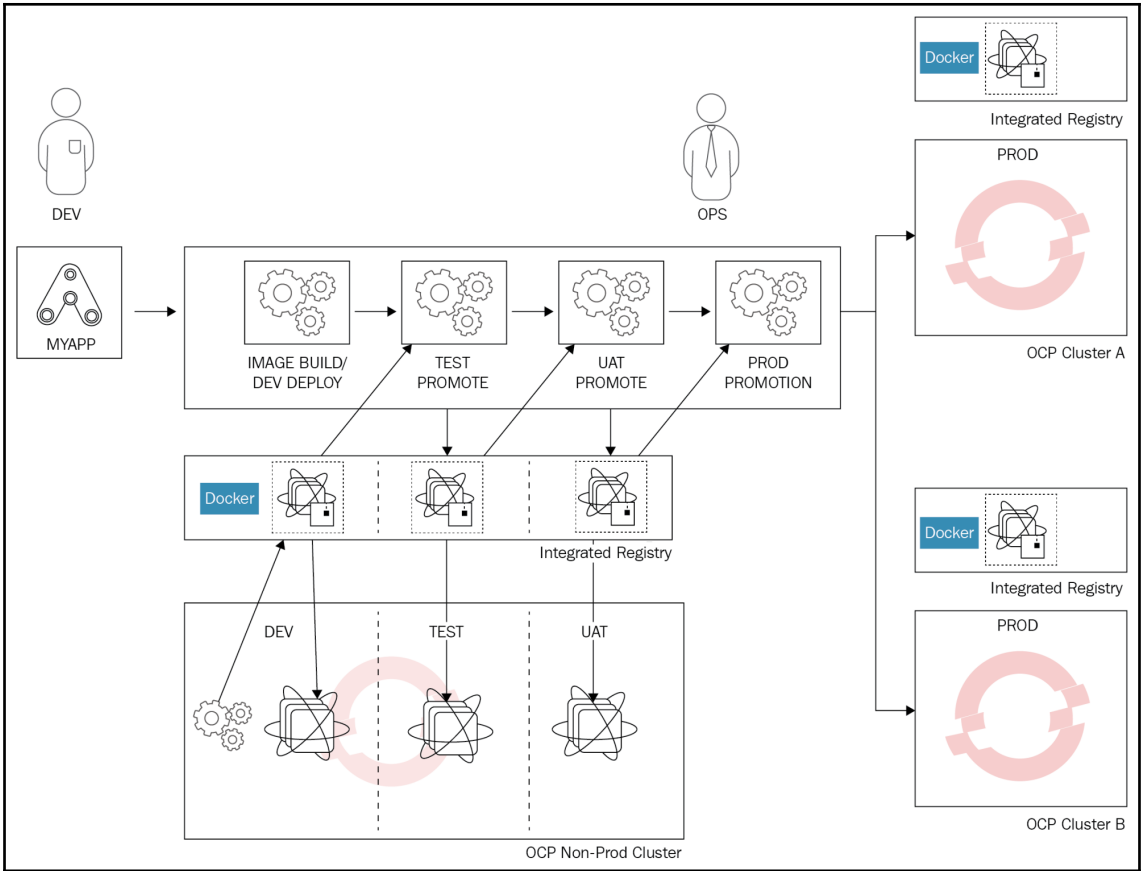 Docker
Integrated Registry
PROD
OCP Cluster A
DEV
OPS
MYAPP
IMAGE BUILD/
DEV DEPLOY
TEST
PROMOTE
UAT
PROMOTE
PROD
PROMOTION
Docker
Integrated Registry
DEV
TEST
UAT
OCP Non-Prod Cluster
Docker
Integrated Registry
PROD
OCP Cluster B